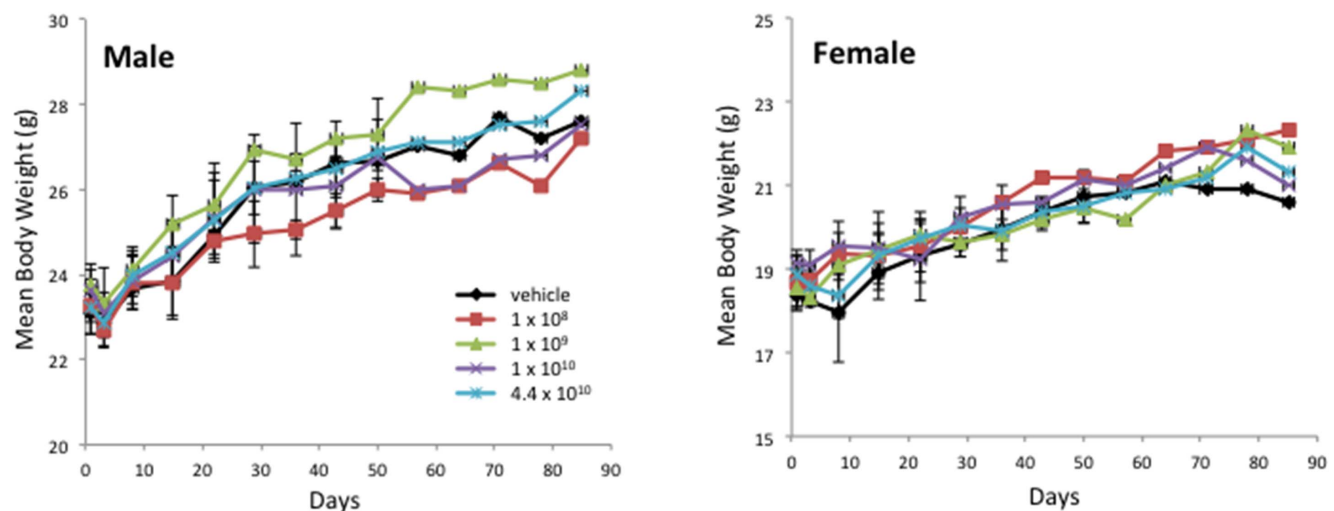 Male
Mean Body Weight (g)
30
28
26
24
22
20
0 10 20 30 40 50 60 70 80 90
Days
vehicle
1 x 10⁸
1 x 10⁹
1 x 10¹⁰
4.4 x 10¹⁰
Female
Mean Body Weight (g)
25
23
21
19
17
15
0 10 20 30 40 50 60 70 80 90
Days